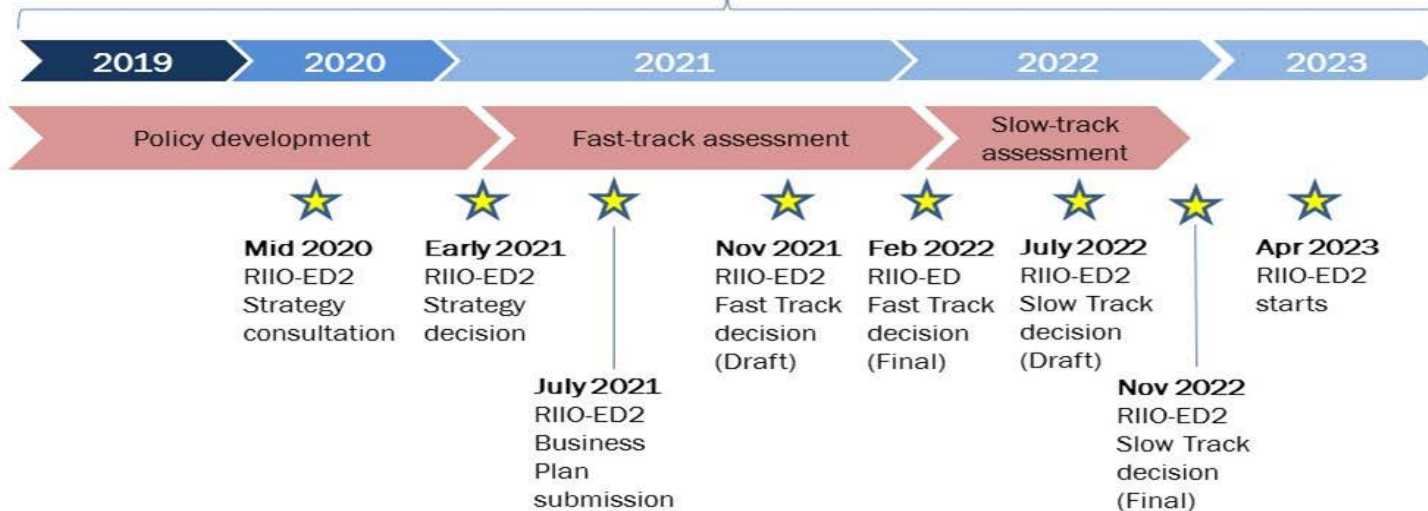 2019
2020
2021
2022
2023
Policy development
Fast-track assessment
Slow-track
assessment
Mid 2020
RIIO-ED2
Strategy
consultation
Early 2021
RIIO-ED2
Strategy
decision
July 2021
RIIO-ED2
Business
Plan
submission
Nov 2021
RIIO-ED2
Fast Track
decision
(Draft)
Feb 2022
RIIO-ED
Fast Track
decision
(Final)
July 2022
RIIO-ED2
Slow Track
decision
(Draft)
Nov 2022
RIIO-ED2
Slow Track
decision
(Final)
Apr 2023
RIIO-ED2
starts